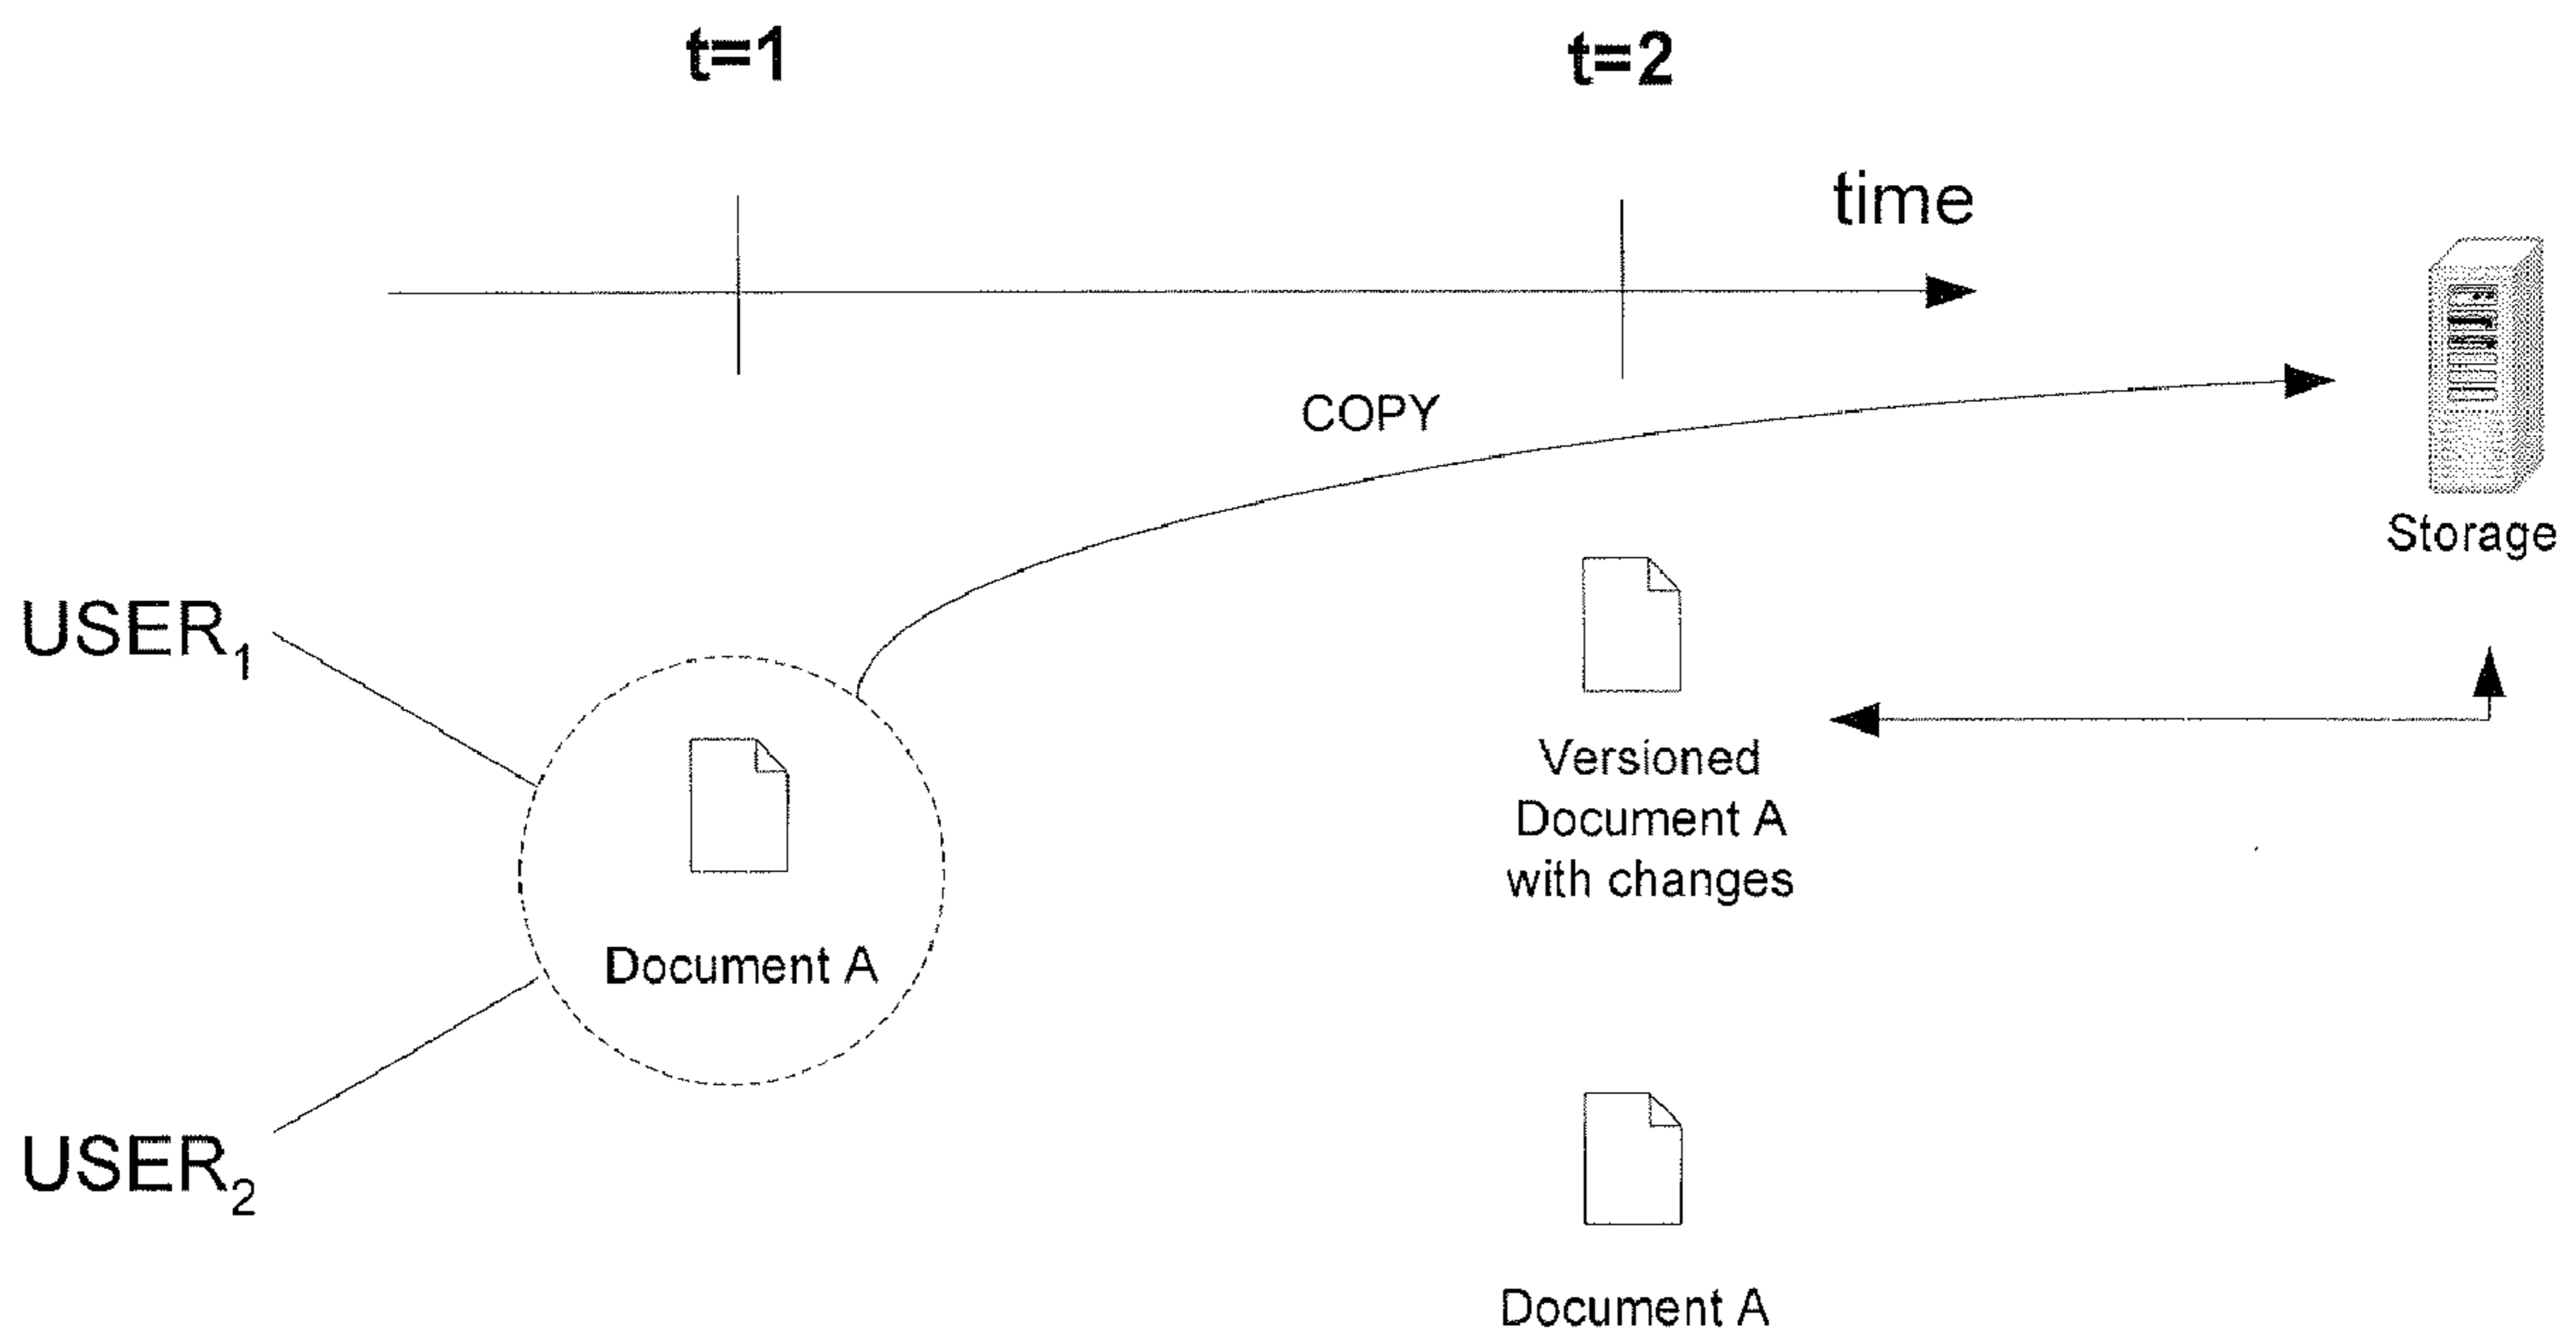 t=1
t=2
time
COPY
Storage
USER1
Versioned
Document A
with changes
Document A
USER2
Document A